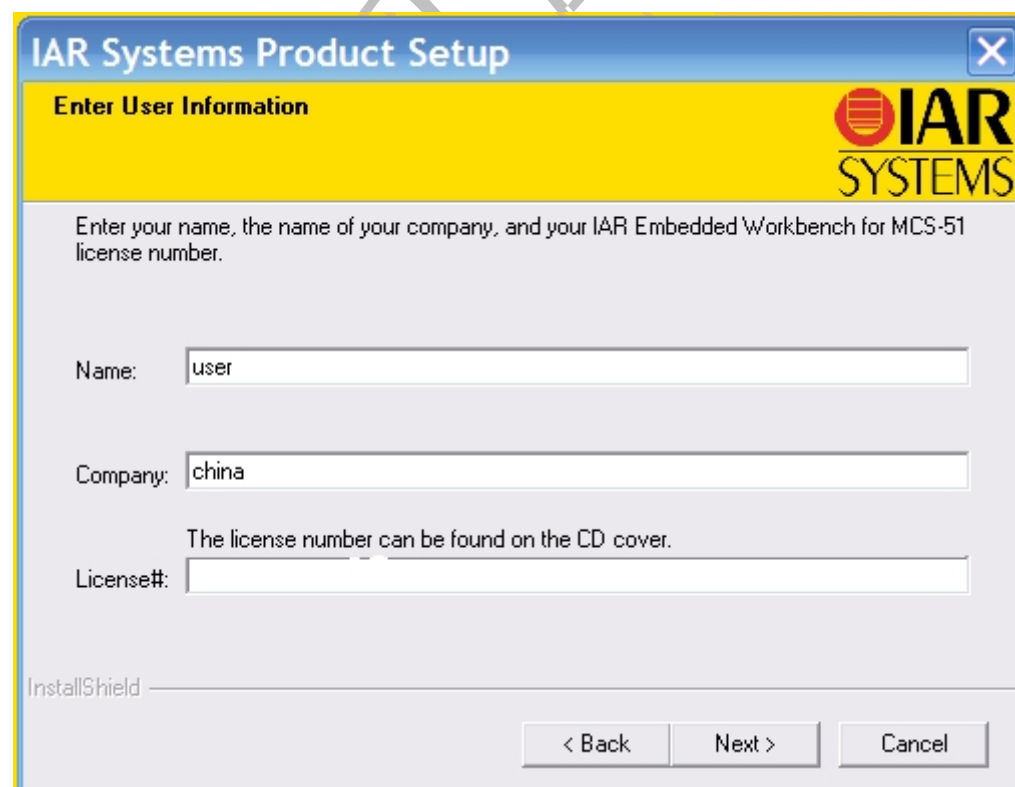 IAR Systems Product Setup
Enter User Information
IAR
SYSTEMS
Enter your name, the name of your company, and your IAR Embedded Workbench for MCS-51
license number.
Name: user
Company: china
The license number can be found on the CD cover.
License#:
InstallShield
< Back Next > Cancel